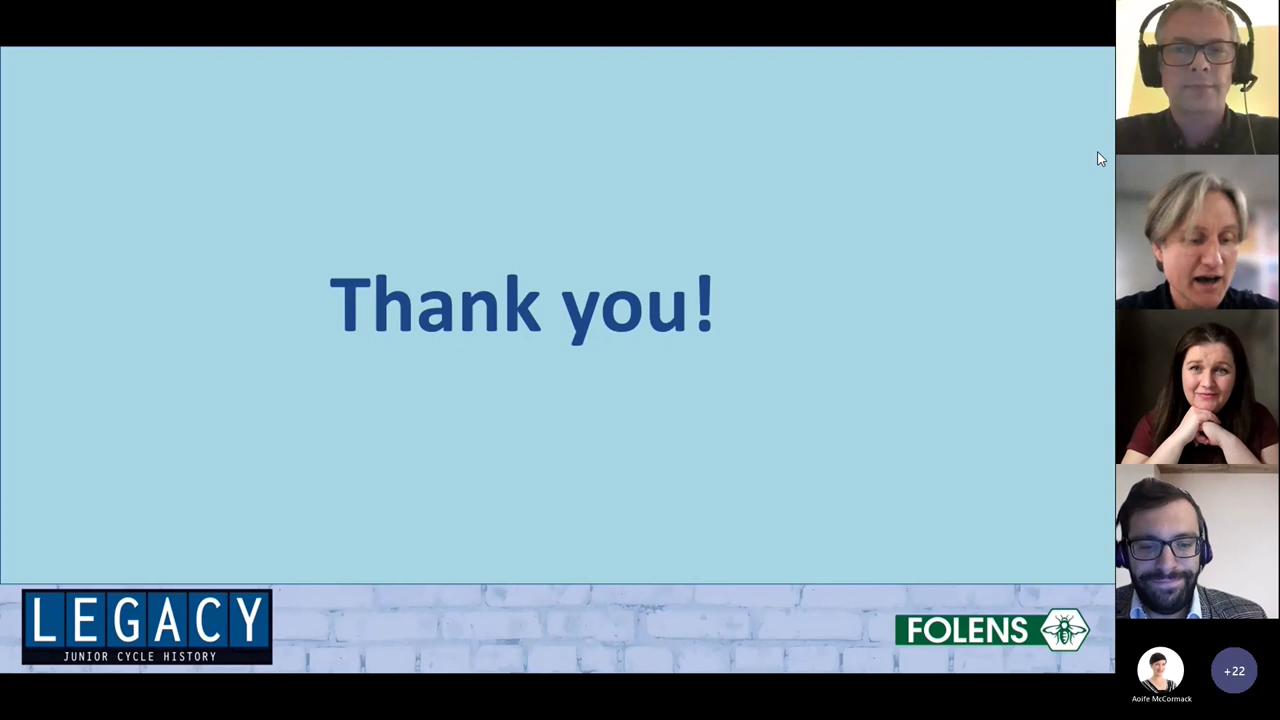 Thank you!
LEGACY
JUNIOR CYCLE HISTORY
FOLENS
Aoife McCormack
+22